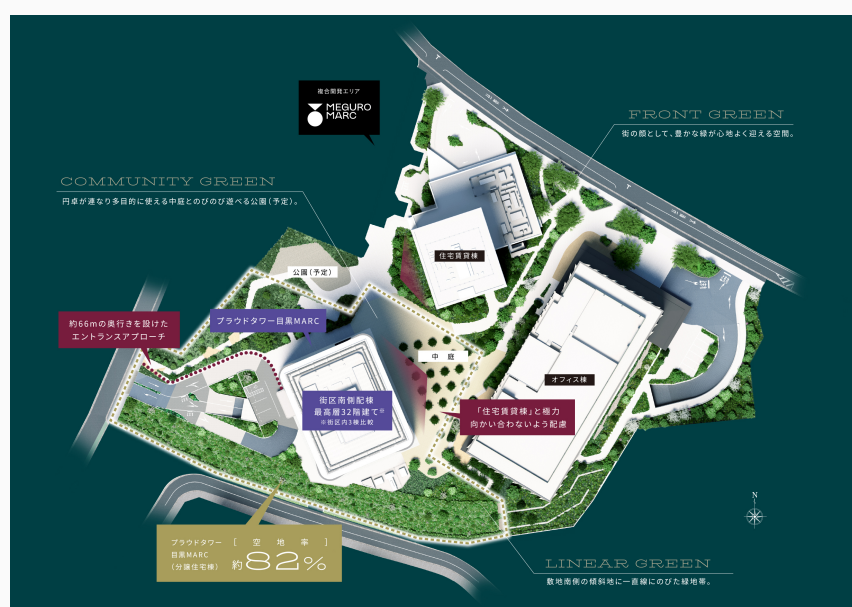 複合開発エリア
MEGURO
MARC
FRONT GREEN
街の顔として、豊かな緑が心地よく迎える空間。
COMMUNITY GREEN
円卓が連なり多目的に使える中庭とのびのび遊べる公園(予定)。
住宅賃貸棟
公園(予定)
約66mの奥行きを設けた
エントランスアプローチ
プラウドタワー目黒MARC
中庭
オフィス棟
街区南側配棟
最高層32階建て※
※街区内3棟比較
「住宅賃貸棟」と極力
向かい合わないよう配慮
N
プラウドタワー
目黒MARC
(分譲住宅棟)
[空地率]
約82%
LINEAR GREEN
敷地南側の傾斜地に一直線にのびた緑地帯。